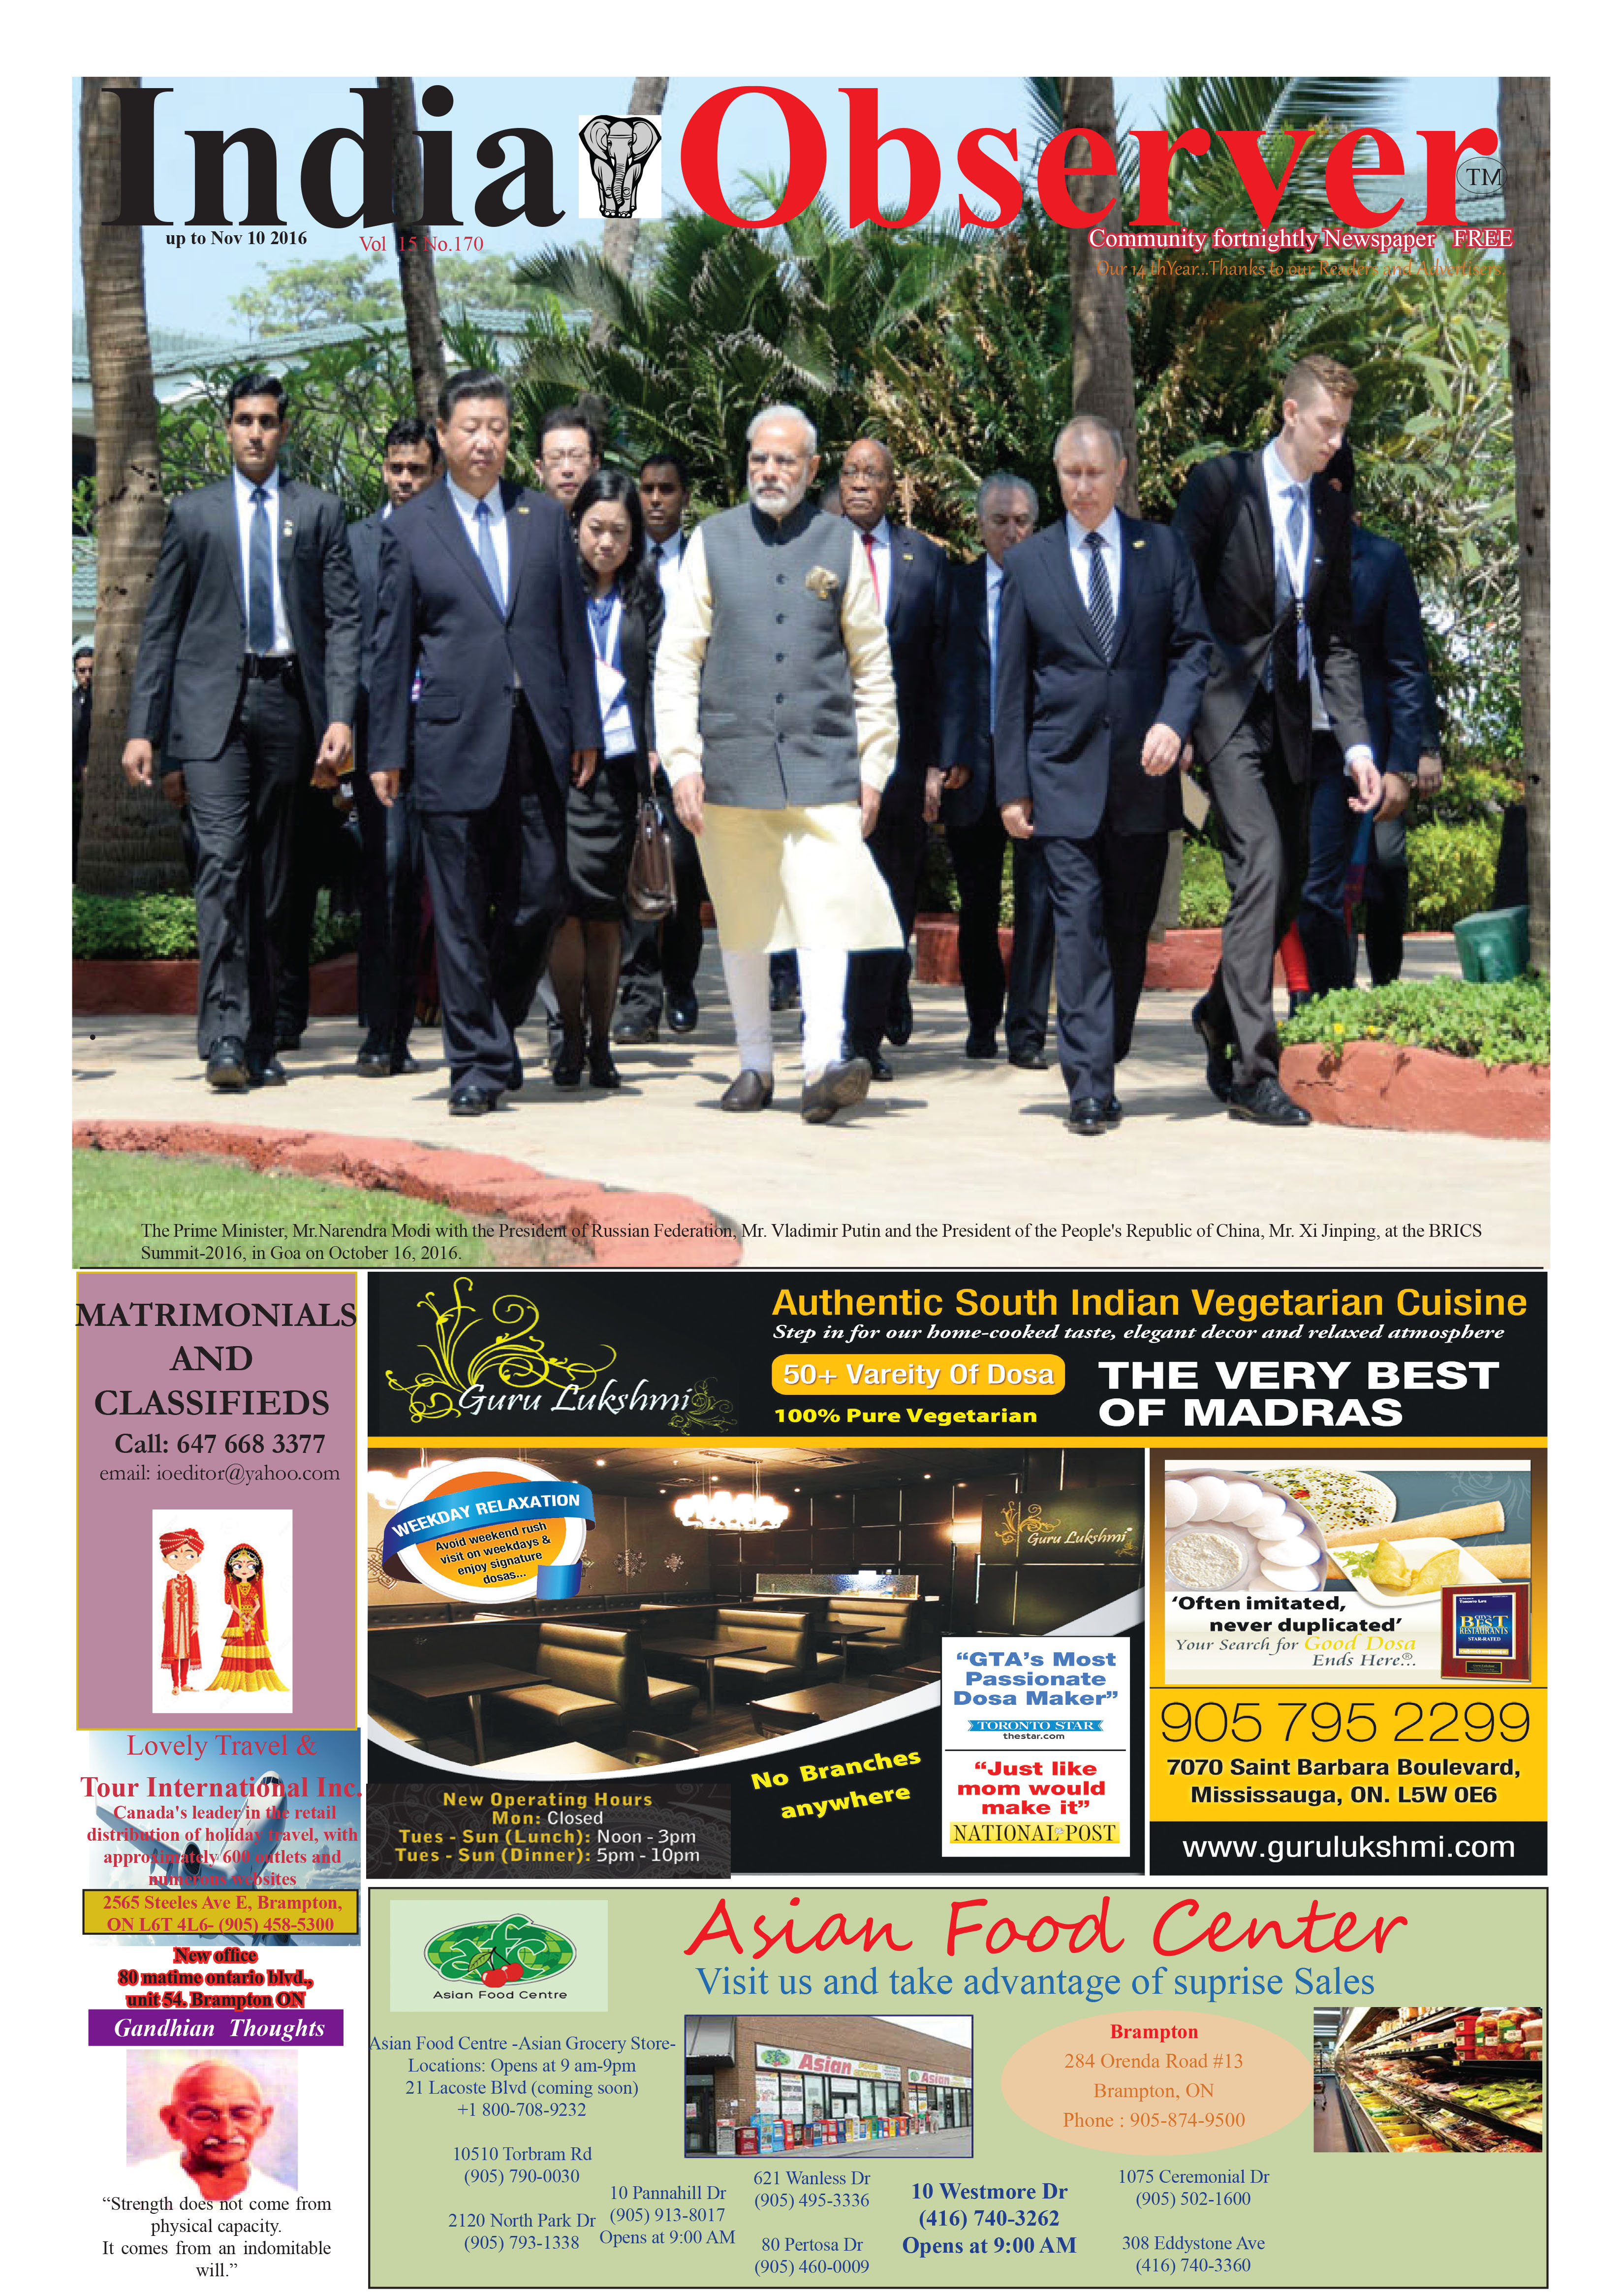 India Observer
TM
up to Nov 10 2016
Vol 15 No.170
Community fortnightly Newspaper FREE
Our 14 thYear...Thanks to our Readers and Advertisers.
The Prime Minister, Mr.Narendra Modi with the President of Russian Federation, Mr. Vladimir Putin and the President of the People's Republic of China, Mr. Xi Jinping, at the BRICS
Summit-2016, in Goa on October 16, 2016.
MATRIMONIALS
AND
CLASSIFIEDS
Call: 647 668 3377
email: ioeditor@yahoo.com
Lovely Travel &
Tour International Inc.
Canada's leader in the retail
distribution of holiday travel, with
approximately 600 outlets and
numerous websites
2565 Steeles Ave E, Brampton,
ON L6T 4L6- (905) 458-5300
New office
80 matime ontario blvd.,
unit 54. Brampton ON
Gandhian Thoughts
“Strength does not come from
physical capacity.
It comes from an indomitable
will.”
Guru Lukshmi
Authentic South Indian Vegetarian Cuisine
Step in for our home-cooked taste, elegant decor and relaxed atmosphere
50+ Vareity Of Dosa
100% Pure Vegetarian
THE VERY BEST
OF MADRAS
WEEKDAY RELAXATION
Avoid weekend rush
visit on weekdays &
enjoy signature
dosas...
Guru Lukshmi
“GTA’s Most
Passionate
Dosa Maker”
TORONTO STAR
thestar.com
“Just like
mom would
make it”
NATIONAL POST
No Branches
anywhere
New Operating Hours
Mon: Closed
Tues - Sun (Lunch): Noon - 3pm
Tues - Sun (Dinner): 5pm - 10pm
‘Often imitated,
never duplicated’
Your Search for Good Dosa
Ends Here...®
BEST
RESTAURANTS
STAR-RATED
905 795 2299
7070 Saint Barbara Boulevard,
Mississauga, ON. L5W 0E6
www.gurulukshmi.com
afc
Asian Food Centre
Asian Food Center
Visit us and take advantage of suprise Sales
Asian Food Centre -Asian Grocery Store-
Locations: Opens at 9 am-9pm
21 Lacoste Blvd (coming soon)
+1 800-708-9232
10510 Torbram Rd
(905) 790-0030
2120 North Park Dr
(905) 793-1338
10 Pannahill Dr
(905) 913-8017
Opens at 9:00 AM
Asian
Asian
621 Wanless Dr
(905) 495-3336
80 Pertosa Dr
(905) 460-0009
10 Westmore Dr
(416) 740-3262
Opens at 9:00 AM
Brampton
284 Orenda Road #13
Brampton, ON
Phone : 905-874-9500
1075 Ceremonial Dr
(905) 502-1600
308 Eddystone Ave
(416) 740-3360